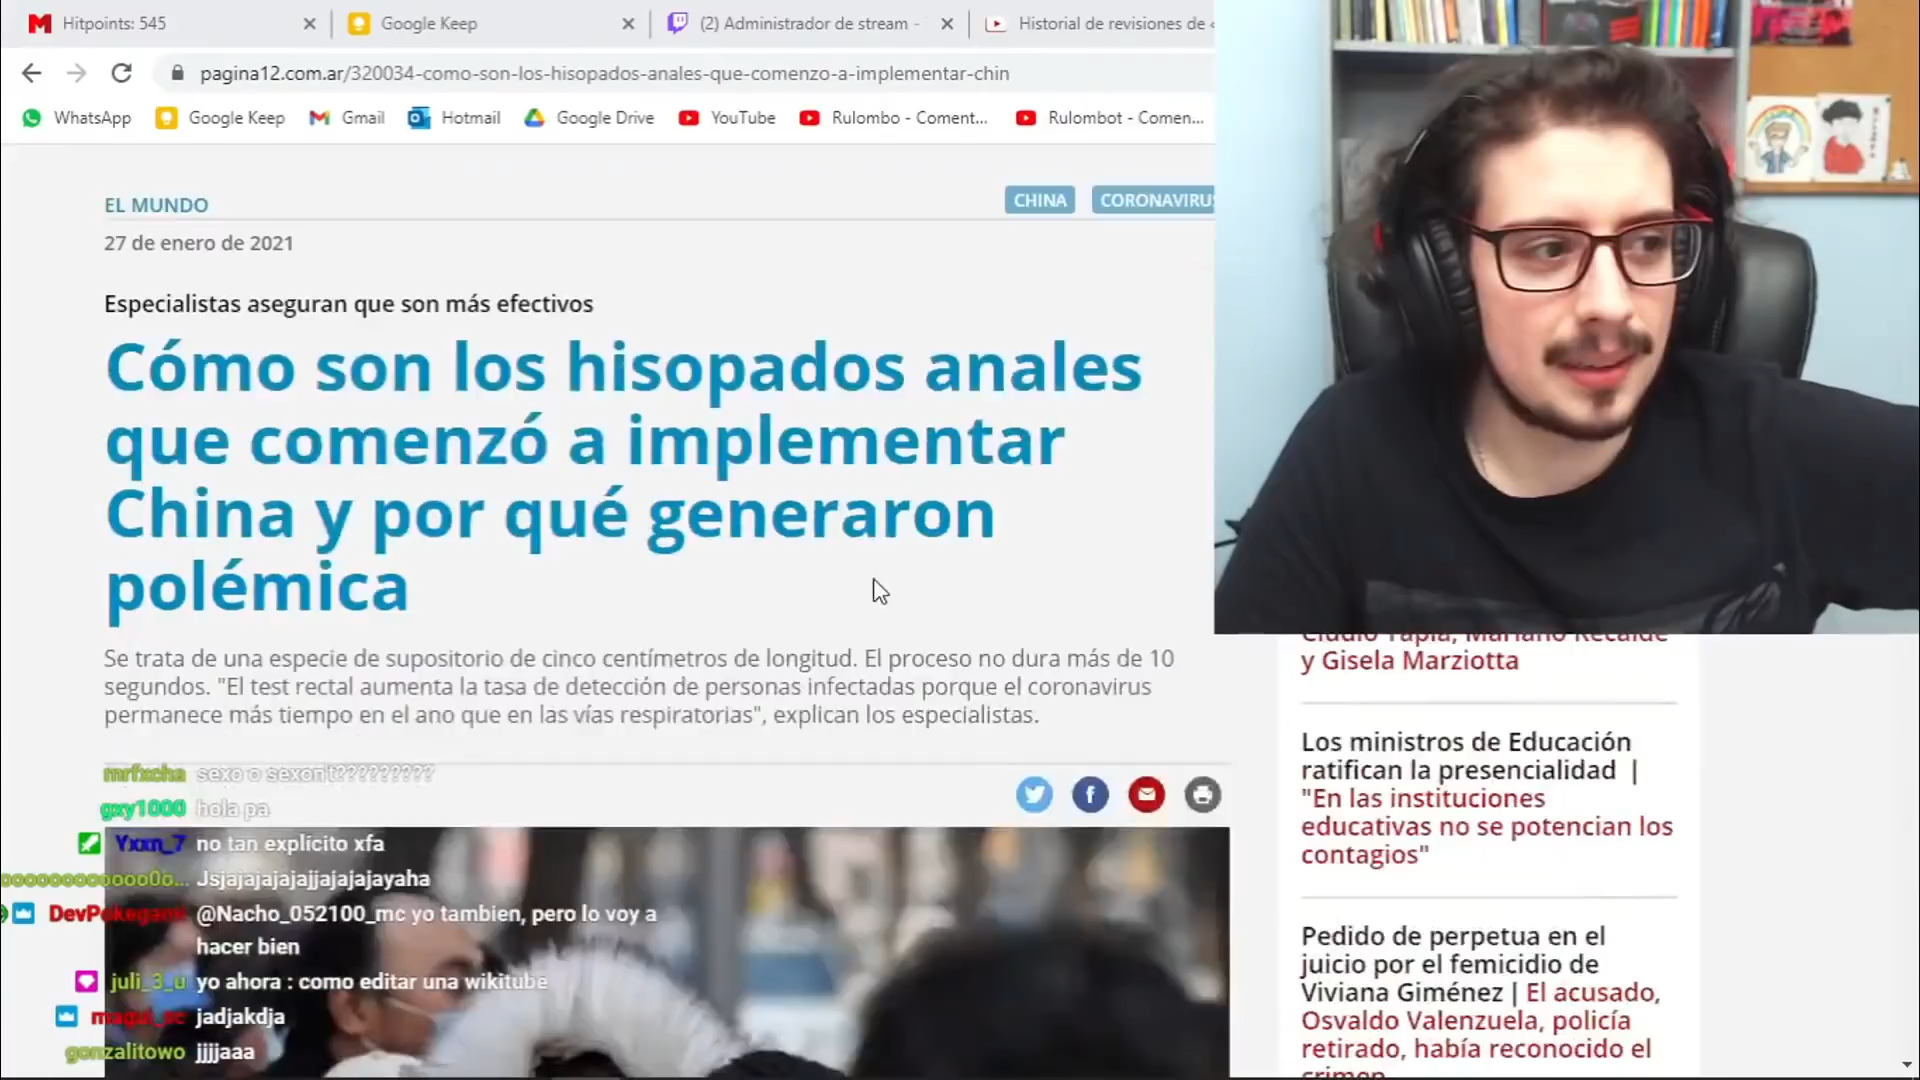 Hitpoints: 545
Google Keep
(2) Administrador de stream -
Historial de revisiones de
pagina12.com.ar/320034-como-son-los-hisopados-anales-que-comenzo-a-implementar-chin
WhatsApp
Google Keep
Gmail
Hotmail
Google Drive
YouTube
Rulombo - Coment...
Rulombot - Comen...
EL MUNDO
CHINA
CORONAVIRUS
27 de enero de 2021
Especialistas aseguran que son más efectivos
Cómo son los hisopados anales
que comenzó a implementar
China y por qué generaron
polémica
Se trata de una especie de supositorio de cinco centímetros de longitud. El proceso no dura más de 10
segundos. "El test rectal aumenta la tasa de detección de personas infectadas porque el coronavirus
permanece más tiempo en el ano que en las vías respiratorias", explican los especialistas.
mrfxcha sexo o sexon't?????????
gxy1000 hola pa
Yxxn_7 no tan explícito xfa
Jsjajajajajjajajajayaha
DevPokegami @Nacho_052100_mc yo tambien, pero lo voy a
hacer bien
juli_3_u yo ahora : como editar una wikitube
jadjakdja
gonzalitowo jjjjaaa
Tapia, Mariano Recalde
y Gisela Marziotta
Los ministros de Educación
ratifican la presencialidad |
"En las instituciones
educativas no se potencian los
contagios"
Pedido de perpetua en el
juicio por el femicidio de
Viviana Giménez | El acusado,
Osvaldo Valenzuela, policía
retirado, había reconocido el
crimen